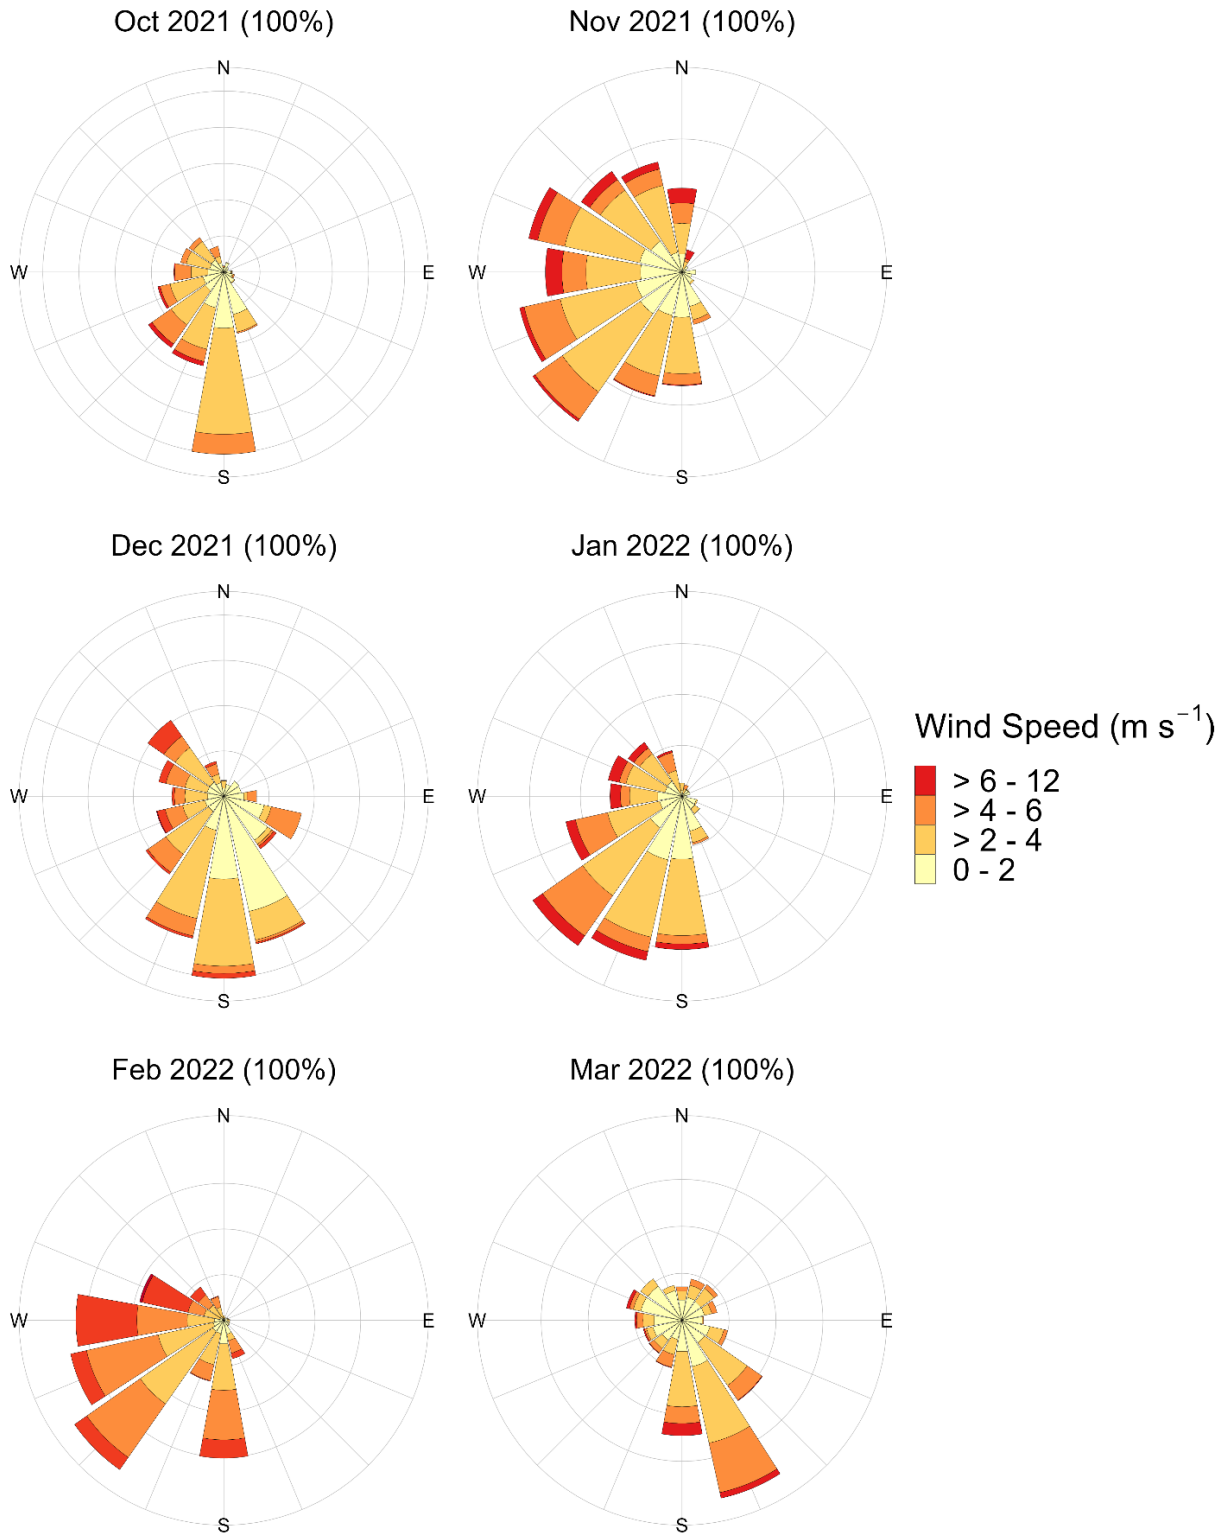 Oct 2021 (100%)
Nov 2021 (100%)
N
N
W
E
W
E
S
S
Dec 2021 (100%)
Jan 2022 (100%)
N
N
W
E
W
E
S
S
Wind Speed (m s⁻¹)
> 6 - 12
> 4 - 6
> 2 - 4
0 - 2
Feb 2022 (100%)
Mar 2022 (100%)
N
N
W
E
W
E
S
S